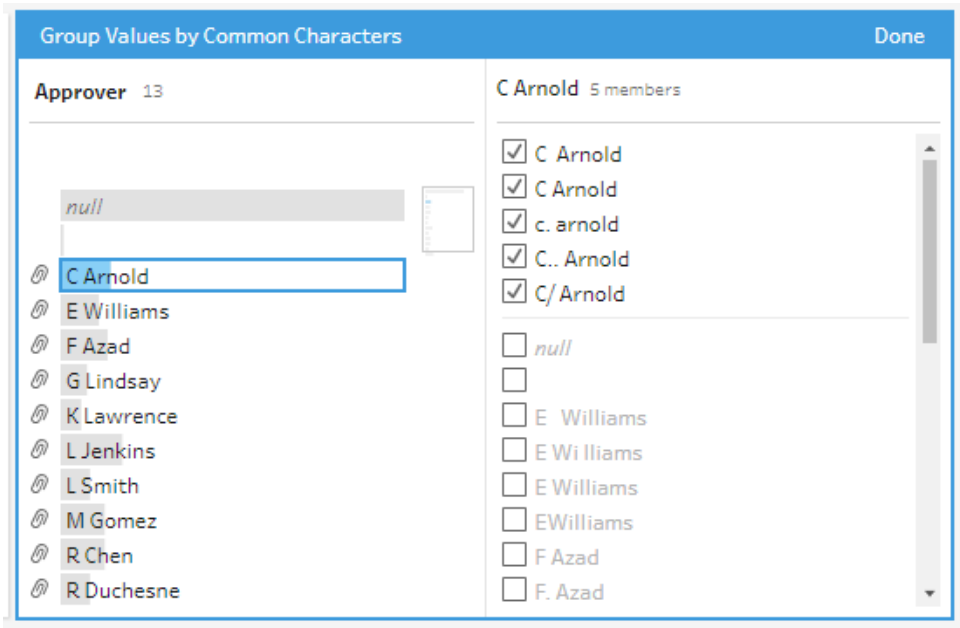 Group Values by Common Characters Done
Approver 13
null
C Arnold
E Williams
F Azad
G Lindsay
K Lawrence
L Jenkins
L Smith
M Gomez
R Chen
R Duchesne
C Arnold 5 members
C  Arnold
C Arnold
c. arnold
C.. Arnold
C/ Arnold
null
E  Williams
E Wi lliams
E Williams
EWilliams
F Azad
F. Azad